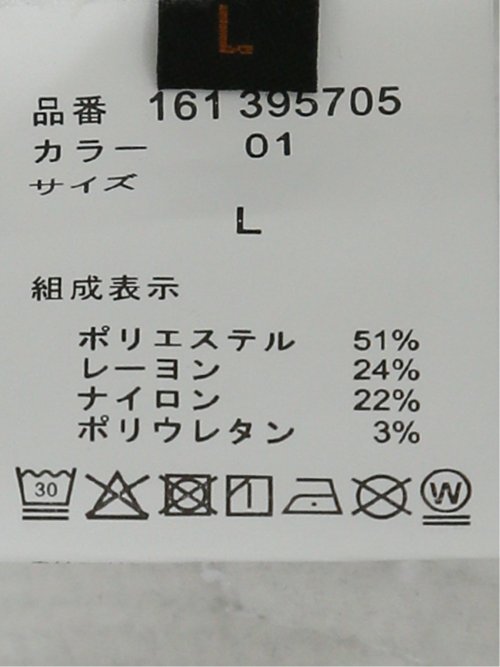 L
品番 161 395705
カラー 01
サイズ
L
組成表示
ポリエステル 51%
レーヨン 24%
ナイロン 22%
ポリウレタン 3%
30 W